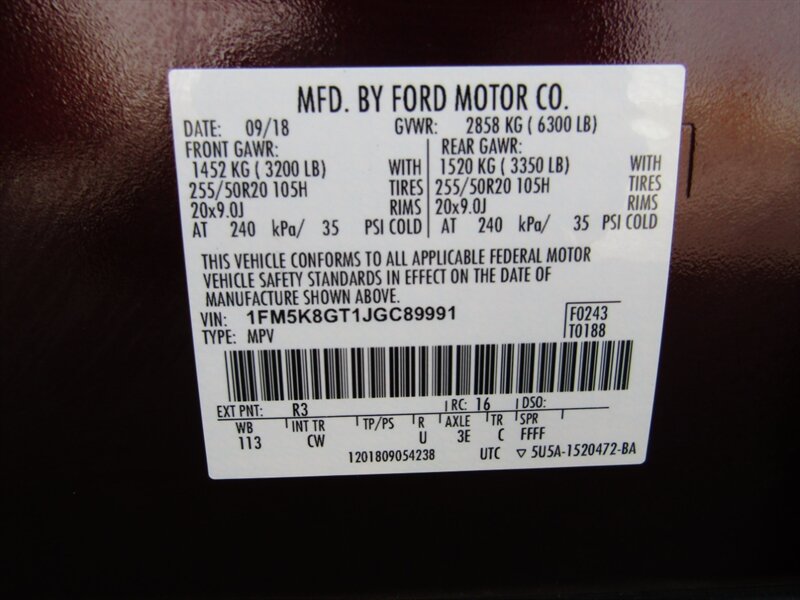 MFD. BY FORD MOTOR CO.
DATE: 09/18 GVWR: 2858 KG ( 6300 LB)
FRONT GAWR: REAR GAWR:
1452 KG ( 3200 LB) WITH 1520 KG ( 3350 LB) WITH
255/50R20 105H TIRES 255/50R20 105H TIRES
20x9.0J RIMS 20x9.0J RIMS
AT 240 kPa/ 35 PSI COLD AT 240 kPa/ 35 PSI COLD
THIS VEHICLE CONFORMS TO ALL APPLICABLE FEDERAL MOTOR
VEHICLE SAFETY STANDARDS IN EFFECT ON THE DATE OF
MANUFACTURE SHOWN ABOVE.
VIN: 1FM5K8GT1JGC89991 F0243
TYPE: MPV T0188
EXT PNT: R3 RC: 16 DSO:
WB INT TR TP/PS R AXLE TR SPR
113 CW U 3E C FFFF
1201809054238 UTC ▽ 5U5A-1520472-BA